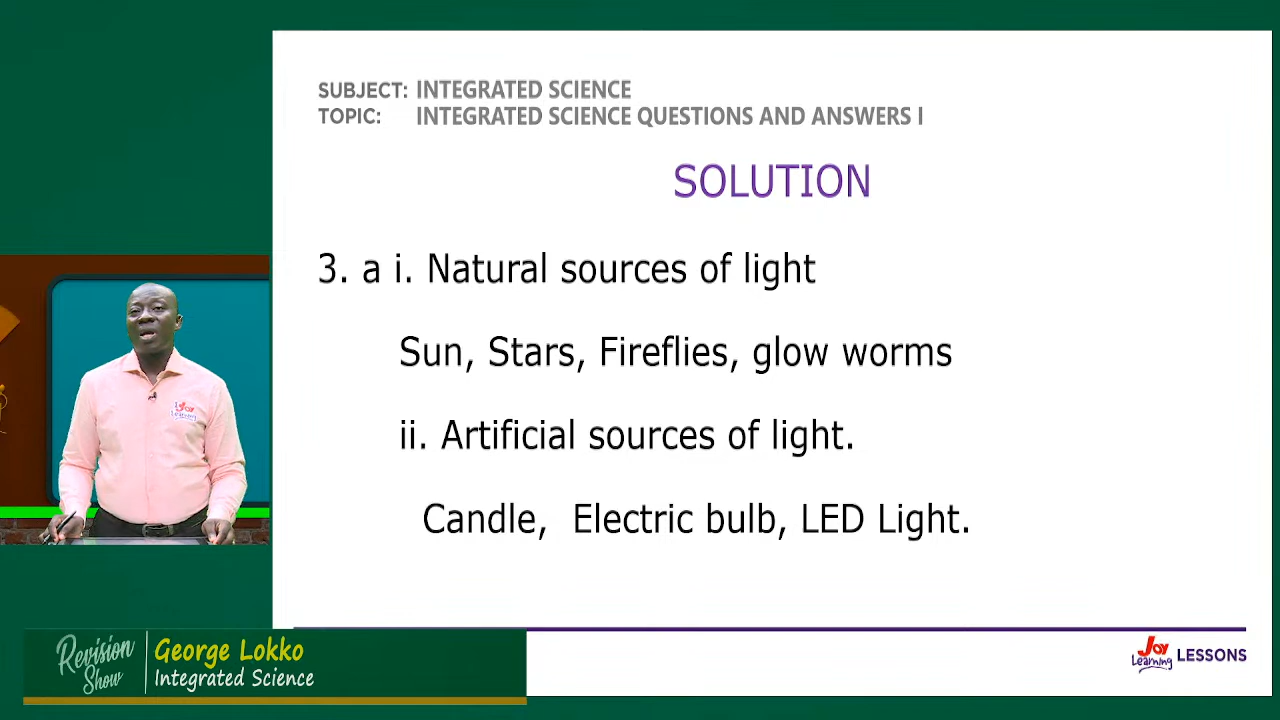 SUBJECT: INTEGRATED SCIENCE
TOPIC: INTEGRATED SCIENCE QUESTIONS AND ANSWERS I
SOLUTION
3. a i. Natural sources of light
Sun, Stars, Fireflies, glow worms
ii. Artificial sources of light.
Candle, Electric bulb, LED Light.
Joy Learning
Revision Show
George Lokko
Integrated Science
Joy Learning LESSONS